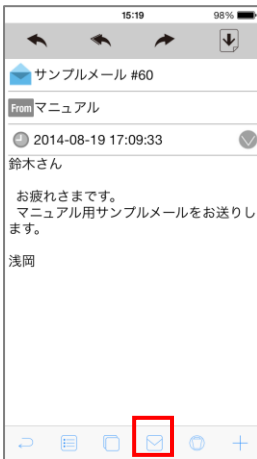 15:19 98%
サンプルメール #60
From マニュアル
2014-08-19 17:09:33
鈴木さん
お疲れさまです。
マニュアル用サンプルメールをお送りし
ます。
浅岡